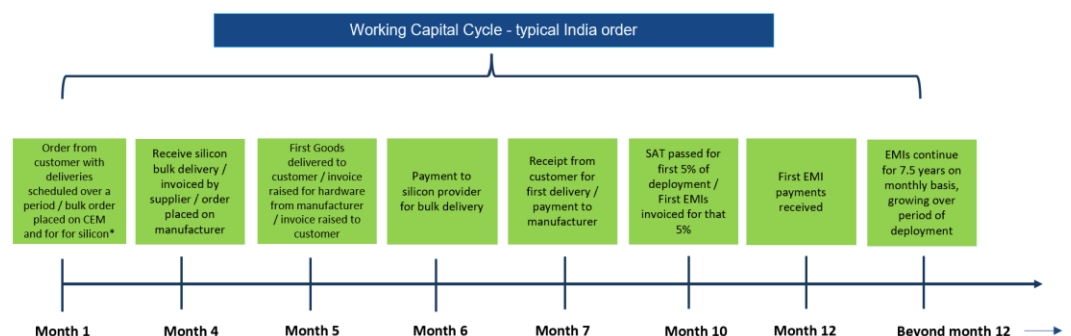 Working Capital Cycle - typical India order
Order from
customer with
deliveries
scheduled over a
period / bulk order
placed on CEM
and for for silicon*
Receive silicon
bulk delivery /
invoiced by
supplier / order
placed on
manufacturer
First Goods
delivered to
customer / invoice
raised for hardware
from manufacturer
/ invoice raised to
customer
Payment to
silicon provider
for bulk delivery
Receipt from
customer for
first delivery /
payment to
manufacturer
SAT passed for
first 5% of
deployment /
First EMIs
invoiced for that
5%
First EMI
payments
received
EMIs continue
for 7.5 years on
monthly basis,
growing over
period of
deployment
Month 1
Month 4
Month 5
Month 6
Month 7
Month 10
Month 12
Beyond month 12